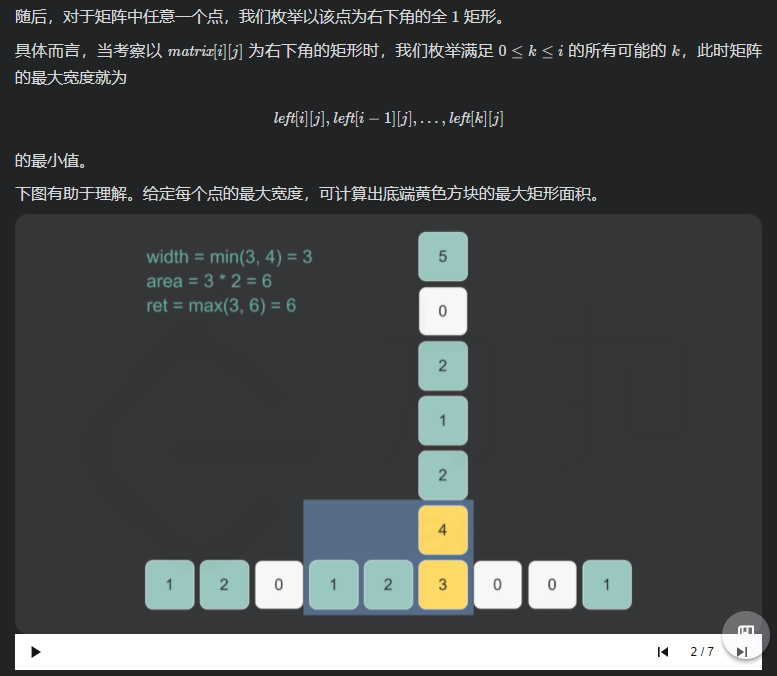 随后，对于矩阵中任意一个点，我们枚举以该点为右下角的全 1 矩形。
具体而言，当考察以 matrix[i][j] 为右下角的矩形时，我们枚举满足 0 ≤ k ≤ i 的所有可能的 k，此时矩阵
的最大宽度就为
left[i][j], left[i − 1][j], … , left[k][j]
的最小值。
下图有助于理解。给定每个点的最大宽度，可计算出底端黄色方块的最大矩形面积。
width = min(3, 4) = 3
area = 3 * 2 = 6
ret = max(3, 6) = 6
5
0
2
1
2
4
1 2 0 1 2 3 0 0 1
2 / 7